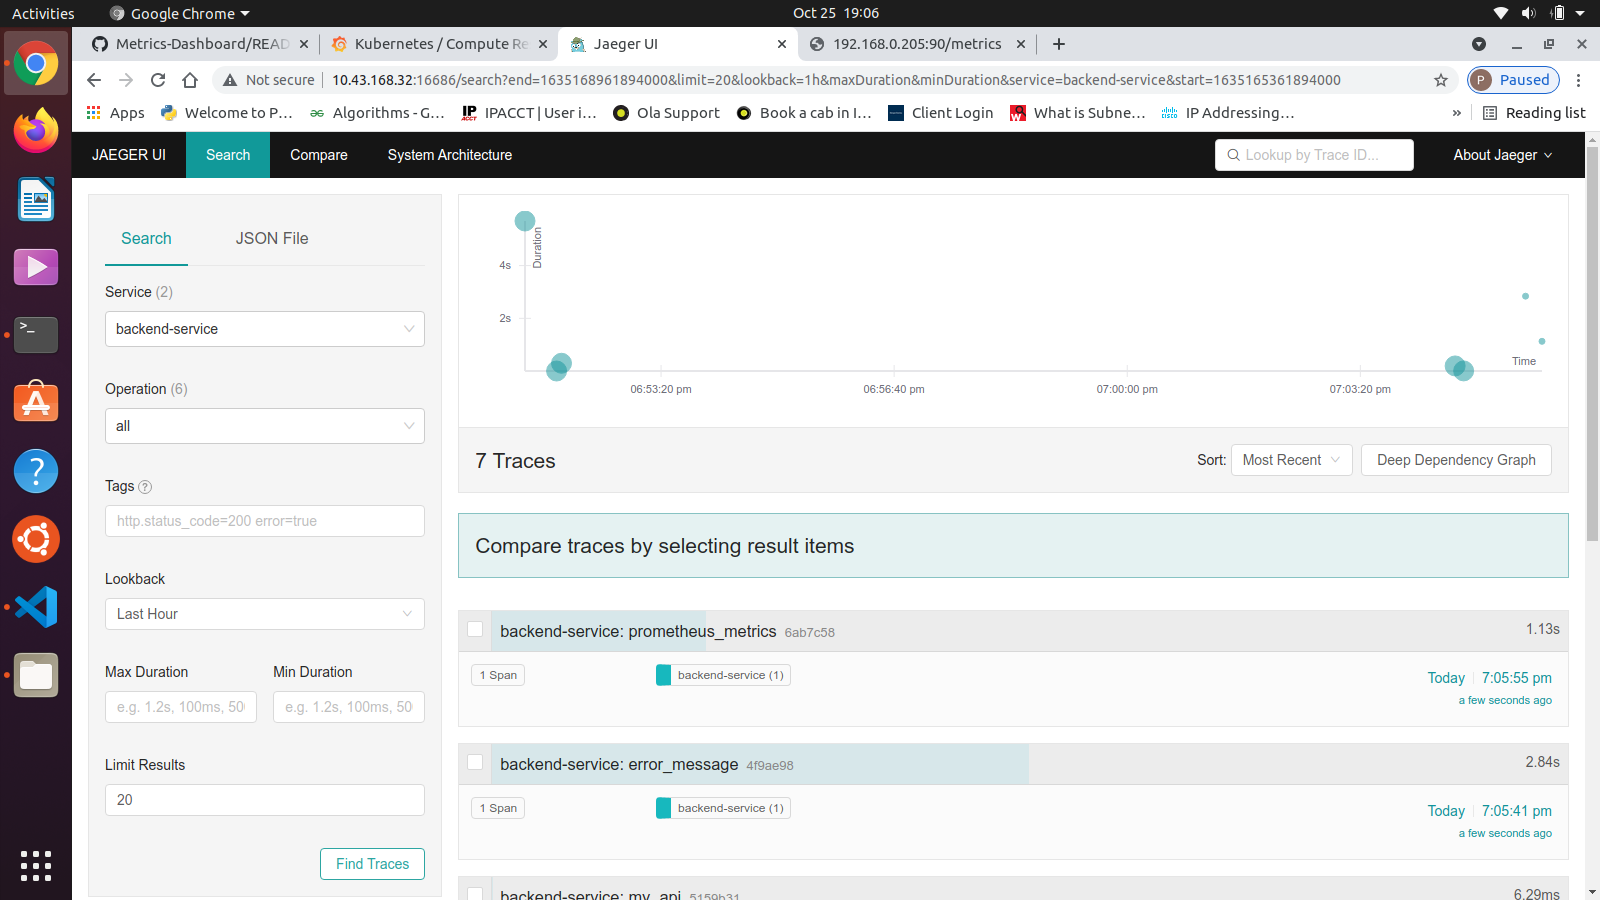 Activities
Google Chrome
Oct 25 19:06
Metrics-Dashboard/READ
Kubernetes / Compute Re
Jaeger UI
192.168.0.205:90/metrics
Not secure
10.43.168.32:16686/search?end=1635168961894000&limit=20&lookback=1h&maxDuration&minDuration&service=backend-service&start=1635165361894000
P Paused
Apps
Welcome to P...
Algorithms - G...
IPACCT | User i...
Ola Support
Book a cab in I...
Client Login
What is Subne...
IP Addressing...
»
Reading list
JAEGER UI
Search
Compare
System Architecture
Lookup by Trace ID...
About Jaeger
Search
JSON File
Service (2)
backend-service
Operation (6)
all
Tags ?
http.status_code=200 error=true
Lookback
Last Hour
Max Duration
Min Duration
e.g. 1.2s, 100ms, 50
e.g. 1.2s, 100ms, 50
Limit Results
20
Find Traces
Duration
4s
2s
Time
06:53:20 pm
06:56:40 pm
07:00:00 pm
07:03:20 pm
7 Traces
Sort:
Most Recent
Deep Dependency Graph
Compare traces by selecting result items
backend-service: prometheus_metrics 6ab7c58
1.13s
1 Span
backend-service (1)
Today
7:05:55 pm
a few seconds ago
backend-service: error_message 4f9ae98
2.84s
1 Span
backend-service (1)
Today
7:05:41 pm
a few seconds ago
backend-service: my_api 5159b31
6.29ms